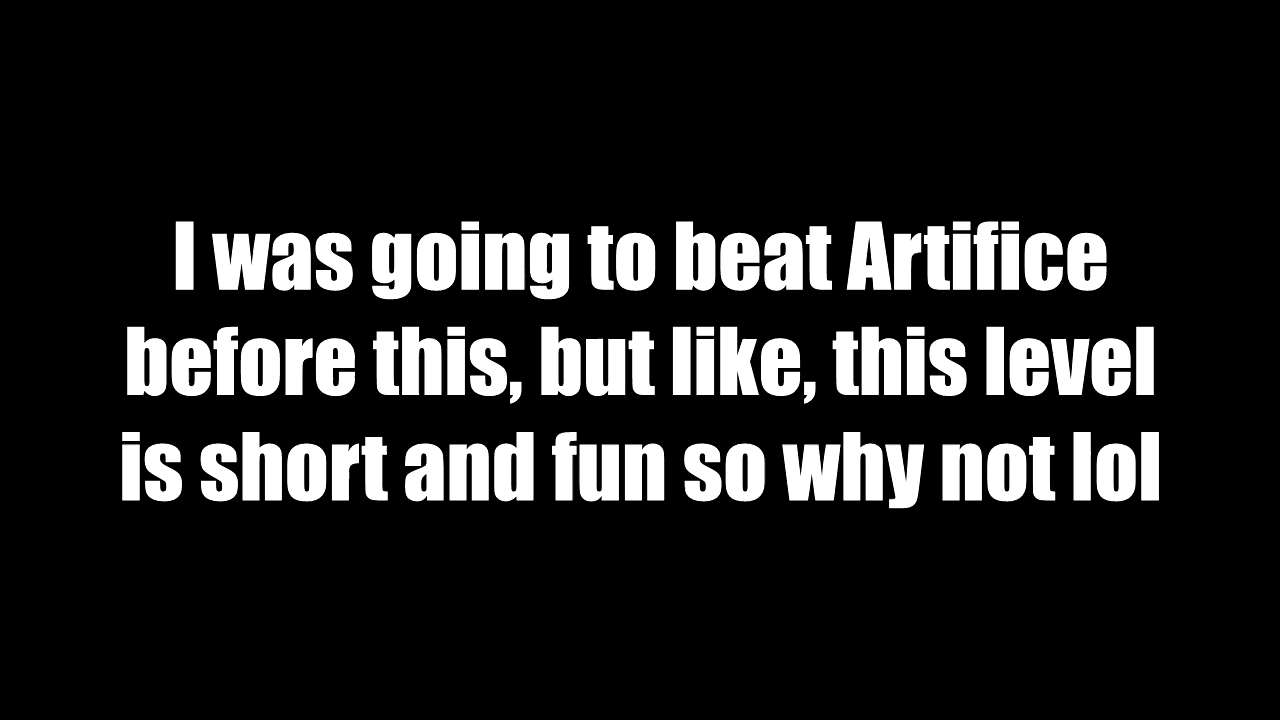 I was going to beat Artifice
before this, but like, this level
is short and fun so why not lol